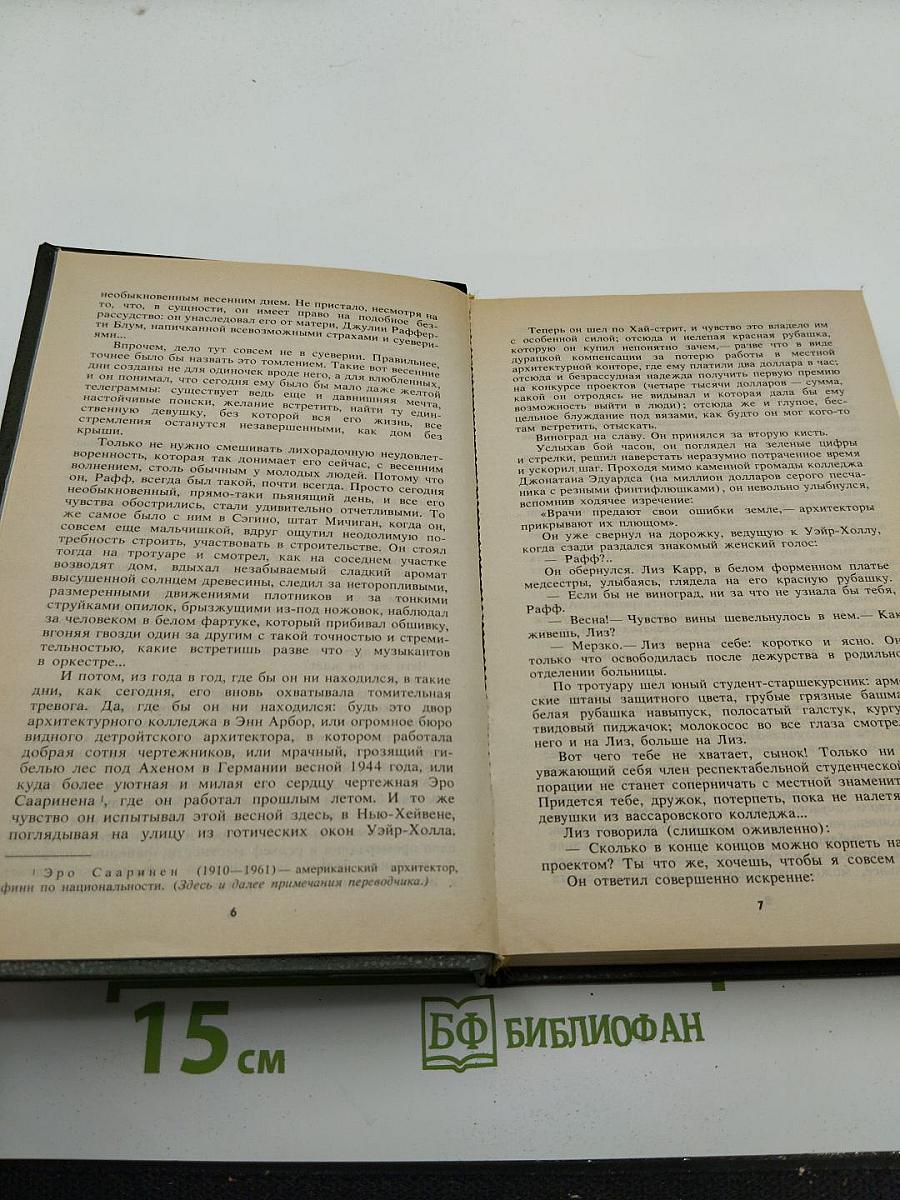 необыкновенным весенним днем. Не пристало, несмотря на
то, что, в сущности, он имеет право на подобное без-
рассудство: он унаследовал его от матери, Джулии Раффер-
ти Блум, напичканной всевозможными страхами и суевери-
ями...
Впрочем, дело тут совсем не в суеверии. Правильнее,
точнее было бы назвать это томлением. Такие вот весенние
дни созданы не для одиночек вроде него, а для влюбленных,
и он понимал, что сегодня ему было бы мало даже желтой
телеграммы: существует ведь еще и давнишняя мечта,
настойчивые поиски, желание встретить, найти ту един-
ственную девушку, без которой вся его жизнь, все
стремления останутся незавершенными, как дом без
крыши.
Только не нужно смешивать лихорадочную неудовлет-
воренность, которая так донимает его сейчас, с весенним
волнением, столь обычным у молодых людей. Потому что
он, Рафф, всегда был такой, почти всегда. Просто сегодня
необыкновенный, прямо-таки пьянящий день, и все его
чувства обострились, стали удивительно отчетливыми. То
же самое было с ним в Сэгино, штат Мичиган, когда он,
совсем еще мальчишкой, вдруг ощутил неодолимую по-
требность строить, участвовать в строительстве. Он стоял
тогда на тротуаре и смотрел, как на соседнем участке
возводят дом, вдыхал незабываемый сладкий аромат
высушенной солнцем древесины, следил за неторопливыми,
размеренными движениями плотников и за тонкими
струйками опилок, брызжущими из-под ножовок, наблюдал
за человеком в белом фартуке, который прибивал обшивку,
вгоняя гвозди один за другим с такой точностью и стреми-
тельностью, какие встретишь разве что у музыкантов
в оркестре...
И потом, из года в год, где бы он ни находился, в такие
дни, как сегодня, его вновь охватывала томительная
тревога. Да, где бы он ни находился: будь это двор
архитектурного колледжа в Энн Арбор, или огромное бюро
видного детройтского архитектора, в котором работала
добрая сотня чертежников, или мрачный, грозящий ги-
белью лес под Ахеном в Германии весной 1944 года, или
куда более уютная и милая его сердцу чертежная Эро
Сааринена¹, где он работал прошлым летом. И то же
чувство он испытывал этой весной здесь, в Нью-Хейвене,
поглядывая на улицу из готических окон Уэйр-Холла.
¹ Эро Сааринен (1910—1961) — американский архитектор,
финн по национальности. (Здесь и далее примечания переводчика.)
6
Теперь он шел по Хай-стрит, и чувство это владело им
с особенной силой; отсюда и нелепая красная рубашка,
которую он купил непонятно зачем,— разве что в виде
дурацкой компенсации за потерю работы в местной
архитектурной конторе, где ему платили два доллара в час;
отсюда и безрассудная надежда получить первую премию
на конкурсе проектов (четыре тысячи долларов — сумма,
какой он отродясь не видывал и которая дала бы ему
возможность выйти в люди); отсюда же и глупое, бес-
цельное блуждание под вязами, как будто он мог кого-то
там встретить, отыскать.
Виноград на славу. Он принялся за вторую кисть.
Услыхав бой часов, он поглядел на зеленые цифры
и стрелки, решил наверстать неразумно потраченное время
и ускорил шаг. Проходя мимо каменной громады колледжа
Джонатана Эдуардса (на миллион долларов серого песча-
ника с резными финтифлюшками), он невольно улыбнулся,
вспомнив ходячее изречение:
«Врачи предают свои ошибки земле,— архитекторы
прикрывают их плющом».
Он уже свернул на дорожку, ведущую к Уэйр-Холлу,
когда сзади раздался знакомый женский голос:
— Рафф?..
Он обернулся. Лиз Карр, в белом форменном платье
медсестры, улыбаясь, глядела на его красную рубашку.
— Если бы не виноград, ни за что не узнала бы тебя,
Рафф.
— Весна!— Чувство вины шевельнулось в нем.— Как
живешь, Лиз?
— Мерзко.— Лиз верна себе: коротко и ясно. Он
только что освободилась после дежурства в родильно
отделении больницы.
По тротуару шел юный студент-старшекурсник: арм
ские штаны защитного цвета, грубые грязные башма
белая рубашка навыпуск, полосатый галстук, кургу
твидовый пиджачок; молокосос во все глаза смотрел
него и на Лиз, больше на Лиз.
Вот чего тебе не хватает, сынок! Только ни
уважающий себя член респектабельной студенческой
порации не станет соперничать с местной знаменит
Придется тебе, дружок, потерпеть, пока не налетя
девушки из вассаровского колледжа...
Лиз говорила (слишком оживленно):
— Сколько в конце концов можно корпеть на
проектом? Ты что же, хочешь, чтобы я совсем
Он ответил совершенно искренне:
7
15 см
БФ БИБЛИОФАН